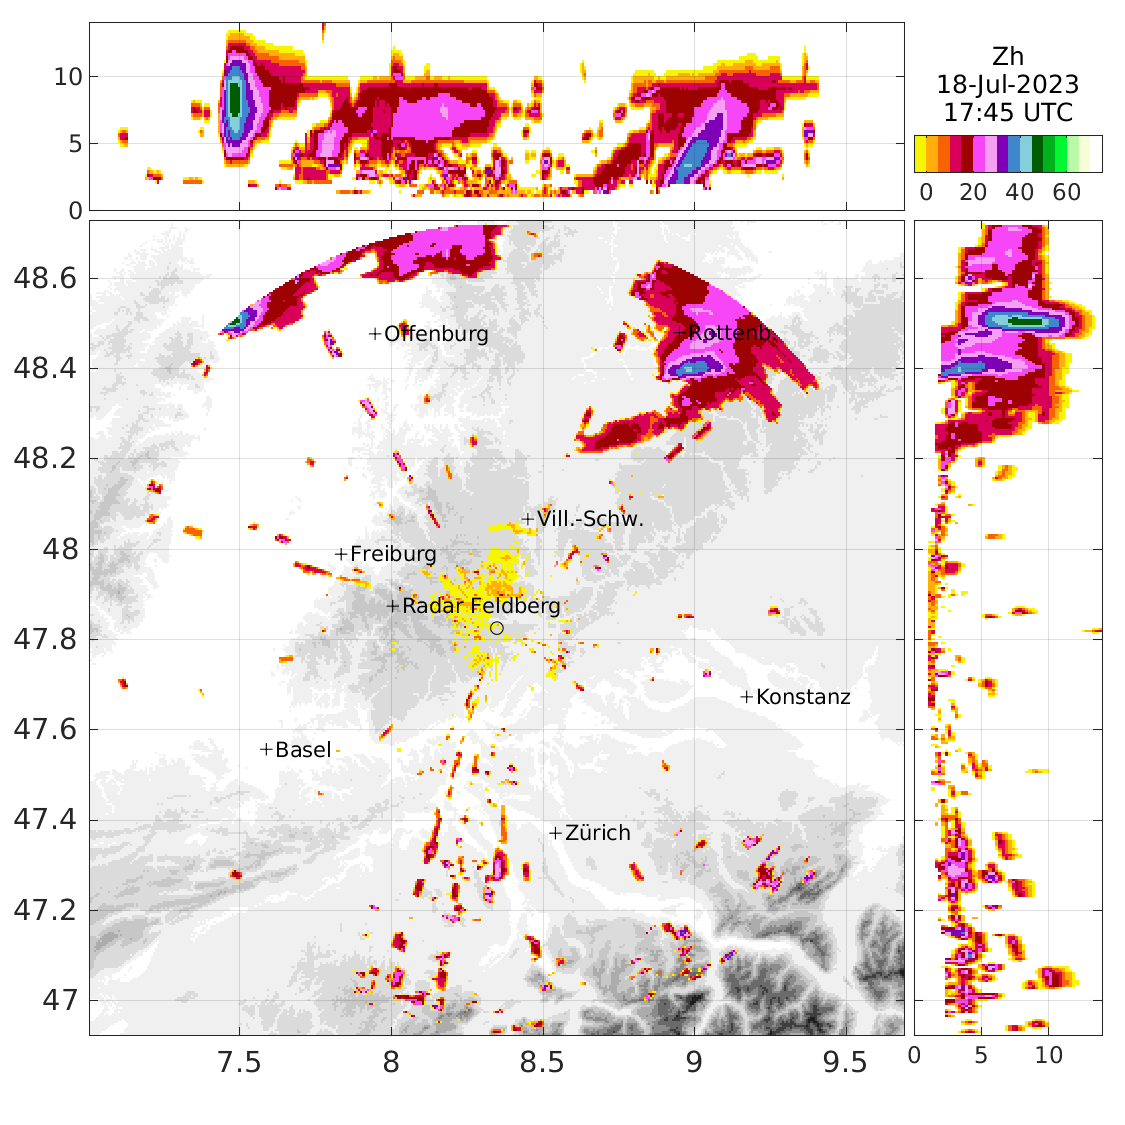 10
5
0
Zh
18-Jul-2023
17:45 UTC
0 20 40 60
48.6
48.4
48.2
48
47.8
47.6
47.4
47.2
47
+Offenburg
+Rottenb.
+Vill.-Schw.
+Freiburg
+Radar Feldberg
+Konstanz
+Basel
+Zürich
7.5 8 8.5 9 9.5
0 5 10